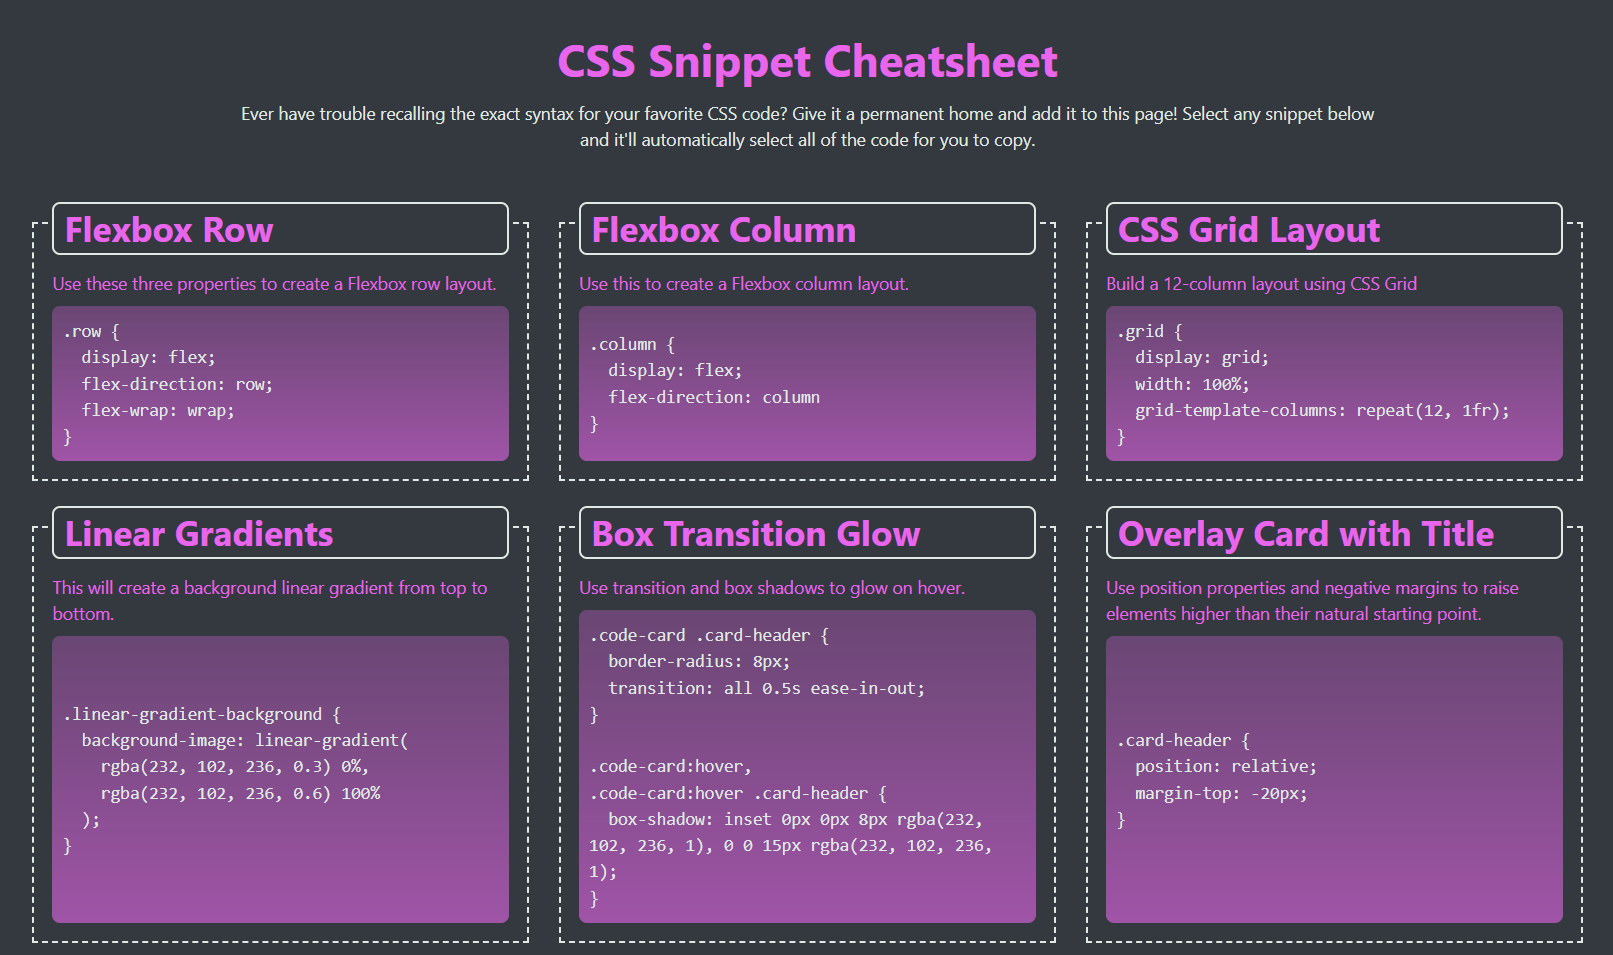 CSS Snippet Cheatsheet
Ever have trouble recalling the exact syntax for your favorite CSS code? Give it a permanent home and add it to this page! Select any snippet below
and it'll automatically select all of the code for you to copy.
Flexbox Row
Use these three properties to create a Flexbox row layout.
.row {
  display: flex;
  flex-direction: row;
  flex-wrap: wrap;
}
Flexbox Column
Use this to create a Flexbox column layout.
.column {
  display: flex;
  flex-direction: column
}
CSS Grid Layout
Build a 12-column layout using CSS Grid
.grid {
  display: grid;
  width: 100%;
  grid-template-columns: repeat(12, 1fr);
}
Linear Gradients
This will create a background linear gradient from top to
bottom.
.linear-gradient-background {
  background-image: linear-gradient(
    rgba(232, 102, 236, 0.3) 0%,
    rgba(232, 102, 236, 0.6) 100%
  );
}
Box Transition Glow
Use transition and box shadows to glow on hover.
.code-card .card-header {
  border-radius: 8px;
  transition: all 0.5s ease-in-out;
}
.code-card:hover,
.code-card:hover .card-header {
  box-shadow: inset 0px 0px 8px rgba(232,
102, 236, 1), 0 0 15px rgba(232, 102, 236,
1);
}
Overlay Card with Title
Use position properties and negative margins to raise
elements higher than their natural starting point.
.card-header {
  position: relative;
  margin-top: -20px;
}